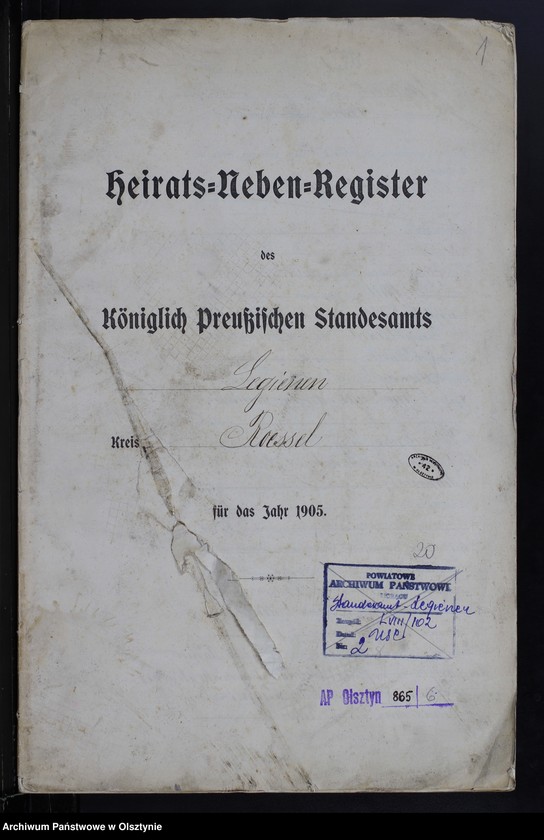 1
Heirats=Neben=Register
des
Königlich Preußischen Standesamts
Legienen
Kreis Roessel
42
für das Jahr 1905.
20
POWIATOWE
ARCHIWUM PAŃSTWOWE
Standesamt Legienen
LVIII/102
USC
2
AP Olsztyn 865/6
Archiwum Państwowe w Olsztynie